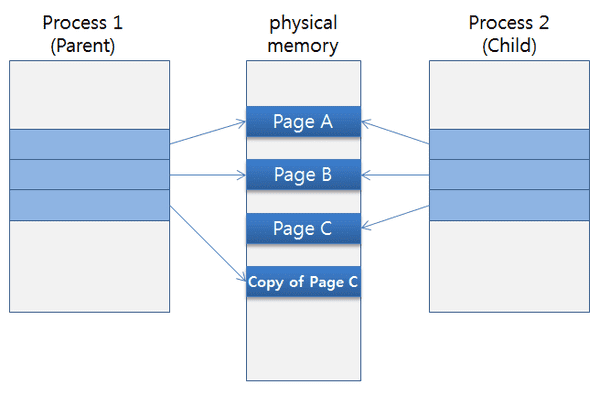 Process 1
(Parent)
physical
memory
Process 2
(Child)
Page A
Page B
Page C
Copy of Page C